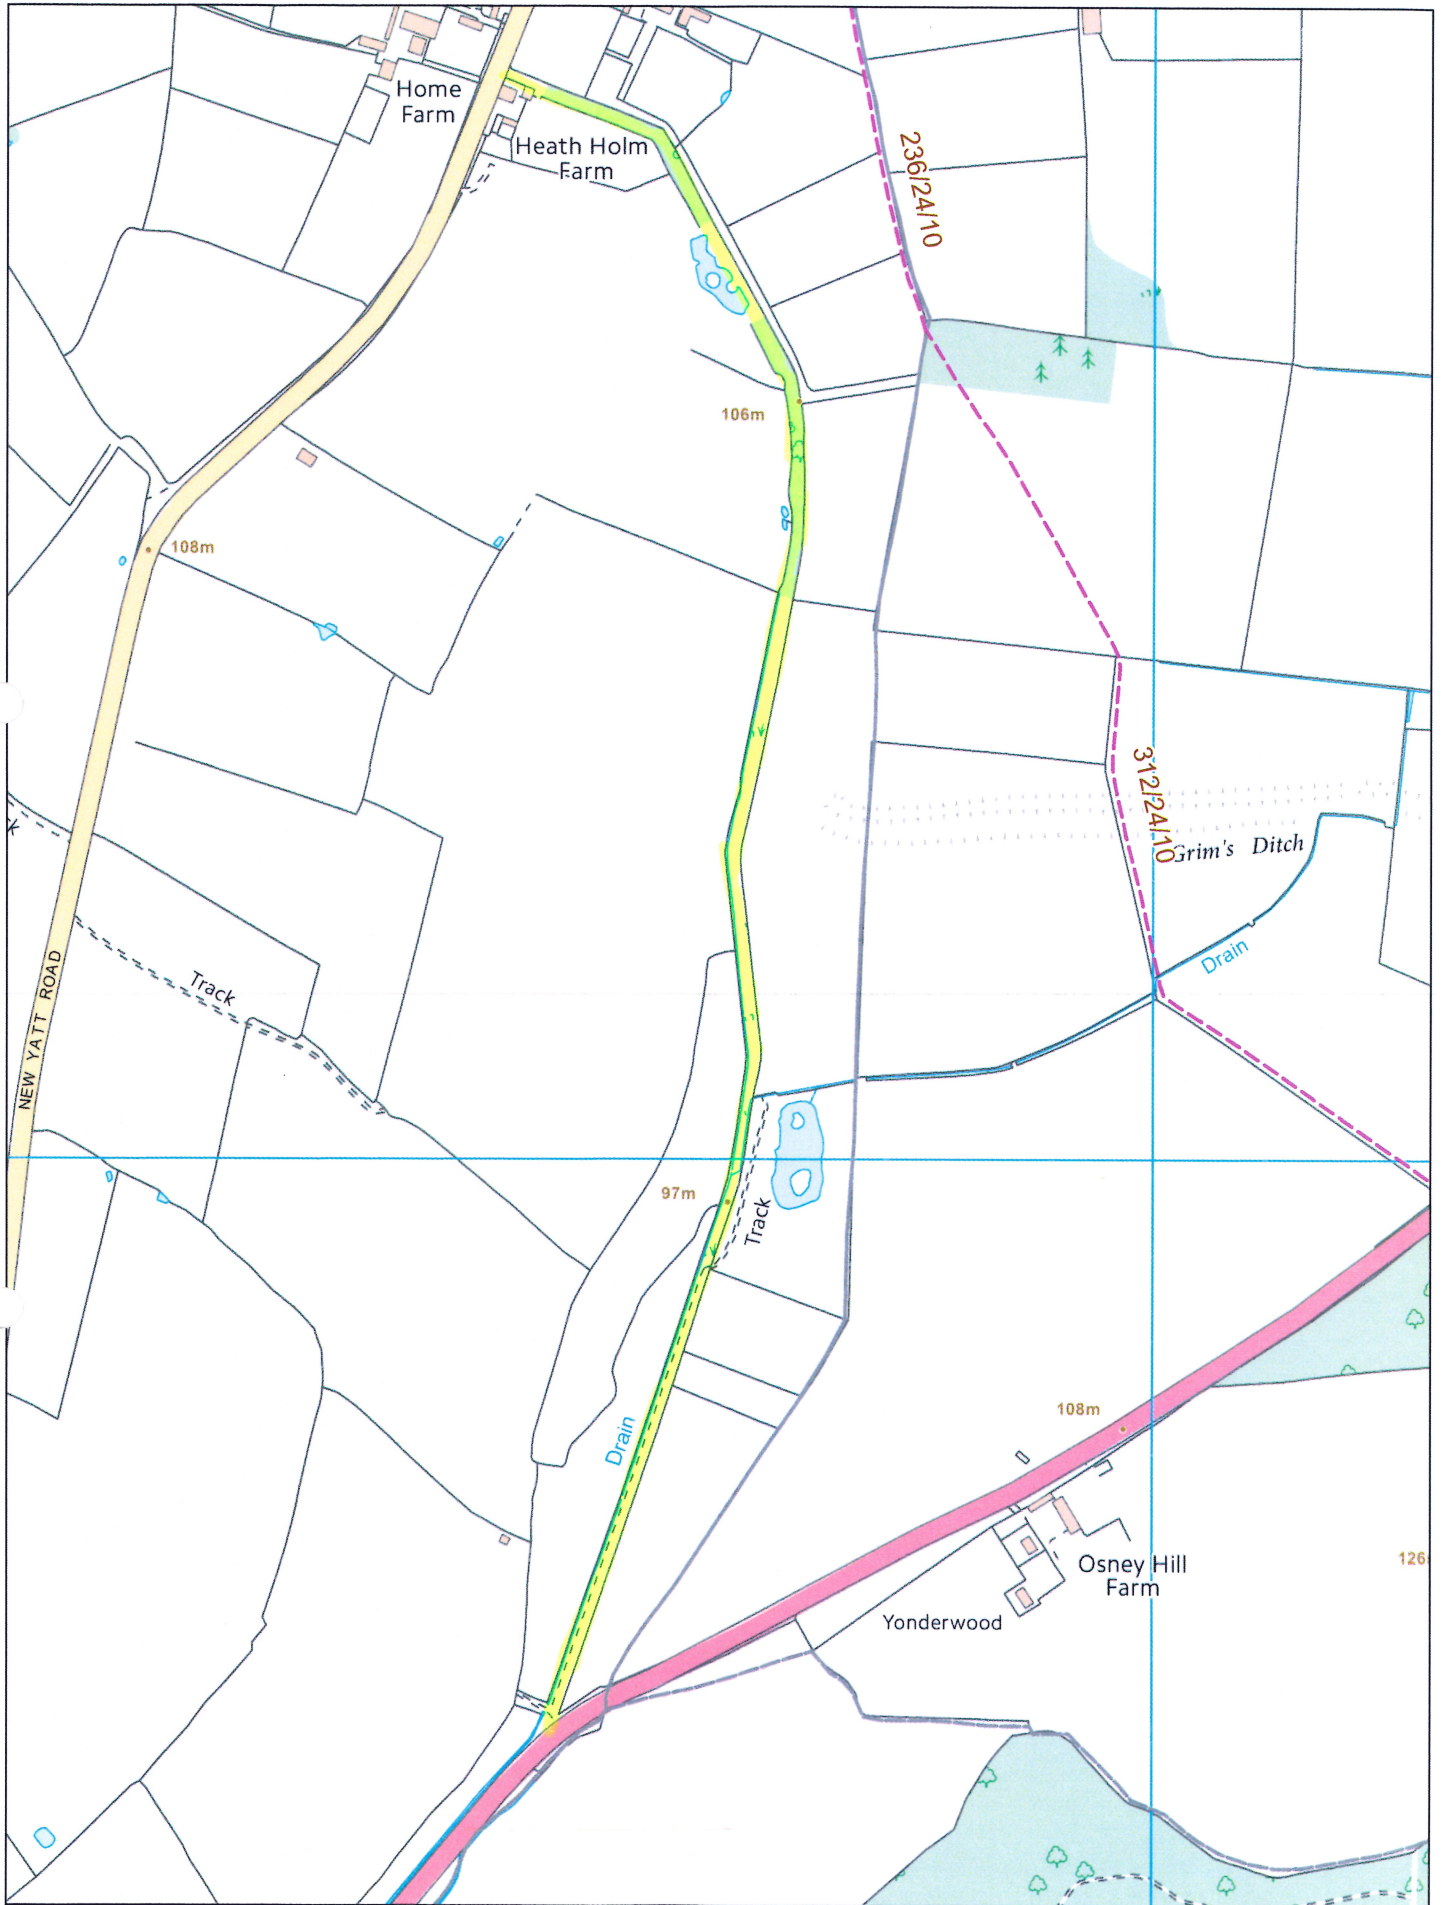 Home
Farm
Heath Holm
Farm
236/24/10
106m
108m
312/24/10
Grim's Ditch
Drain
Track
NEW YATT ROAD
97m
Track
Drain
108m
Osney Hill
Farm
126
Yonderwood